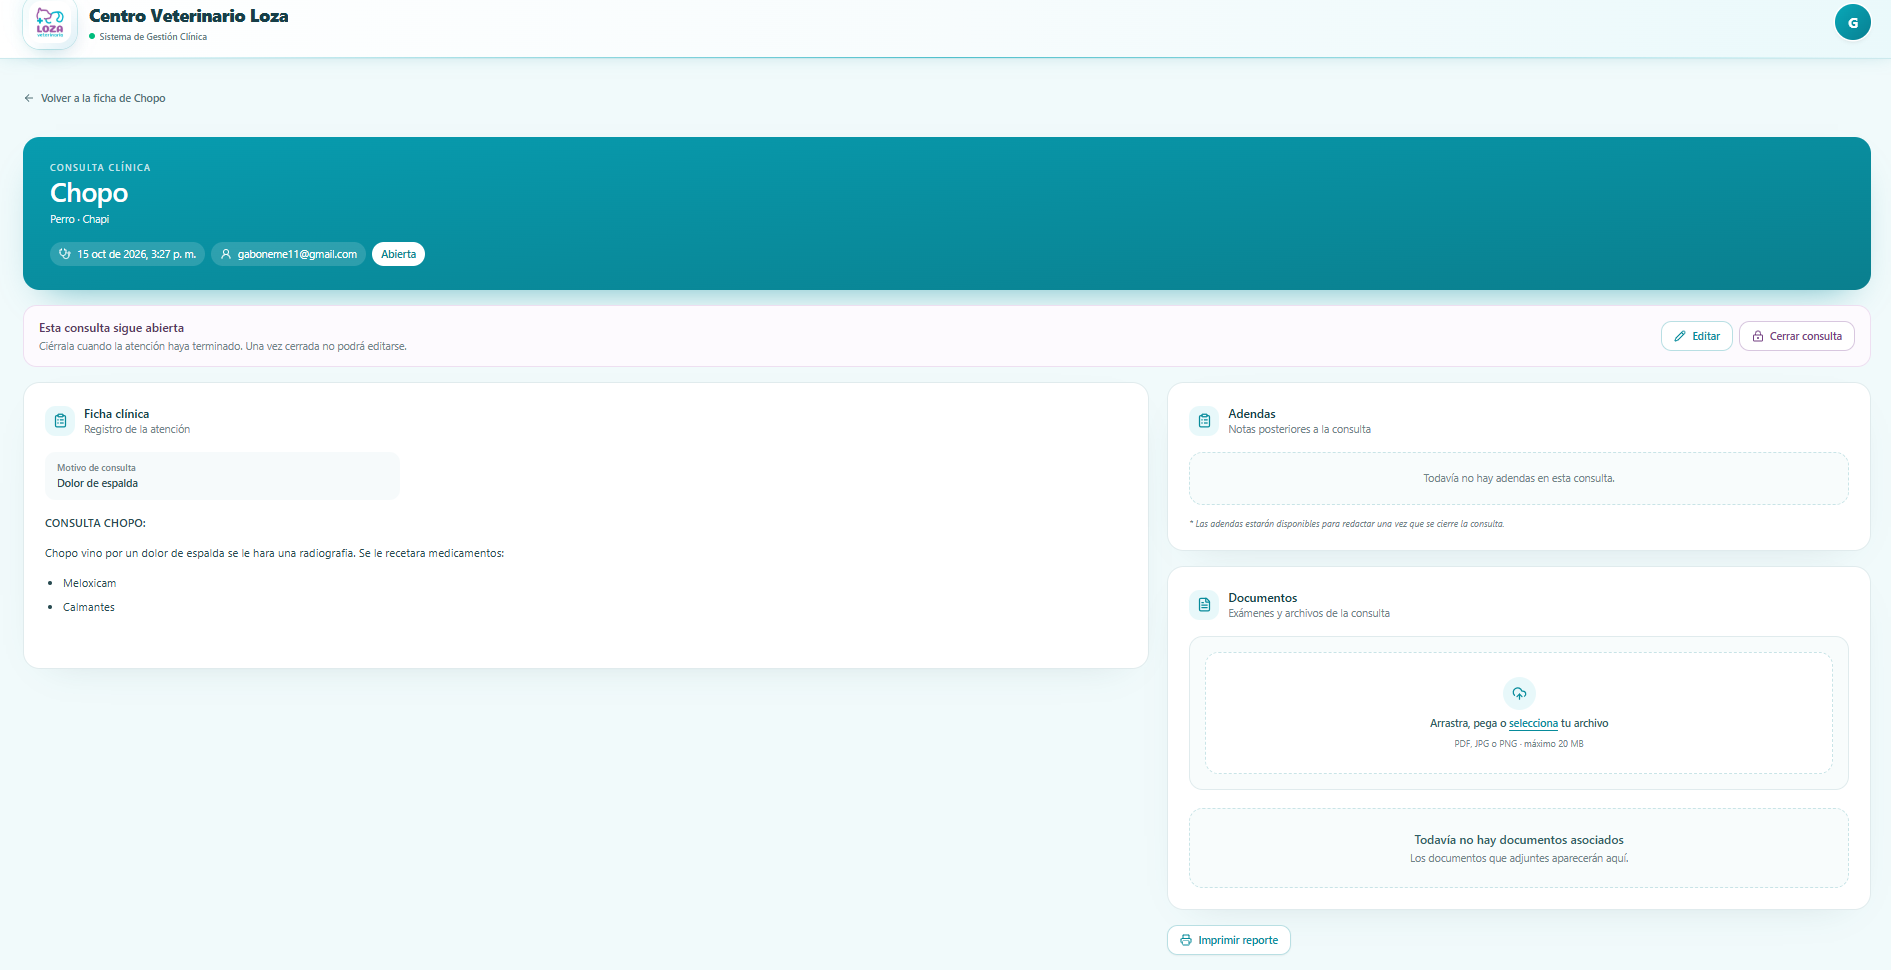 LOZA
VETERINARIO
Centro Veterinario Loza
Sistema de Gestión Clínica
G
Volver a la ficha de Chopo
CONSULTA CLÍNICA
Chopo
Perro · Chapi
15 oct de 2026, 3:27 p. m.
gaboneme11@gmail.com
Abierta
Esta consulta sigue abierta
Ciérrala cuando la atención haya terminado. Una vez cerrada no podrá editarse.
Editar
Cerrar consulta
Ficha clínica
Registro de la atención
Motivo de consulta
Dolor de espalda
CONSULTA CHOPO:
Chopo vino por un dolor de espalda se le hara una radiografia. Se le recetara medicamentos:
Meloxicam
Calmantes
Adendas
Notas posteriores a la consulta
Todavía no hay adendas en esta consulta.
* Las adendas estarán disponibles para redactar una vez que se cierre la consulta.
Documentos
Exámenes y archivos de la consulta
Arrastra, pega o selecciona tu archivo
PDF, JPG o PNG · máximo 20 MB
Todavía no hay documentos asociados
Los documentos que adjuntes aparecerán aquí.
Imprimir reporte